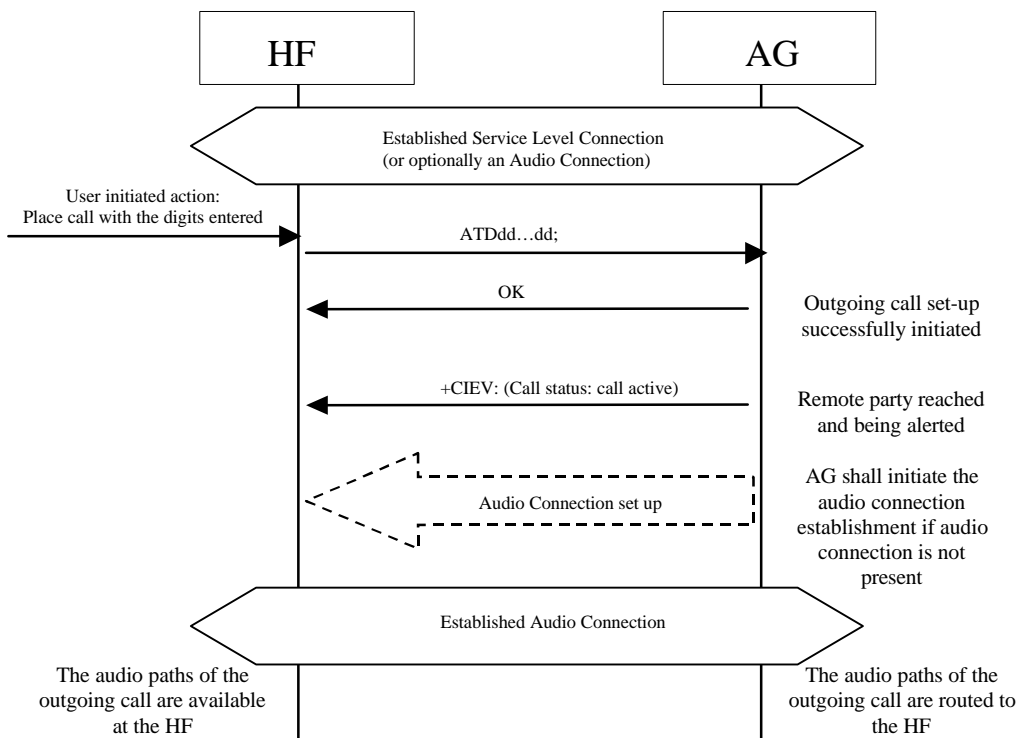 HF
AG
Established Service Level Connection
(or optionally an Audio Connection)
User initiated action:
Place call with the digits entered
ATDdd…dd;
OK
Outgoing call set-up
successfully initiated
+CIEV: (Call status: call active)
Remote party reached
and being alerted
Audio Connection set up
AG shall initiate the
audio connection
establishment if audio
connection is not
present
Established Audio Connection
The audio paths of the
outgoing call are available
at the HF
The audio paths of the
outgoing call are routed to
the HF